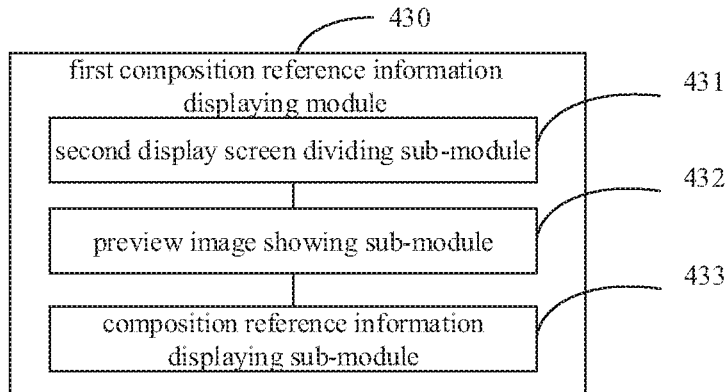 430
first composition reference information
displaying module
431
second display screen dividing sub-module
432
preview image showing sub-module
433
composition reference information
displaying sub-module